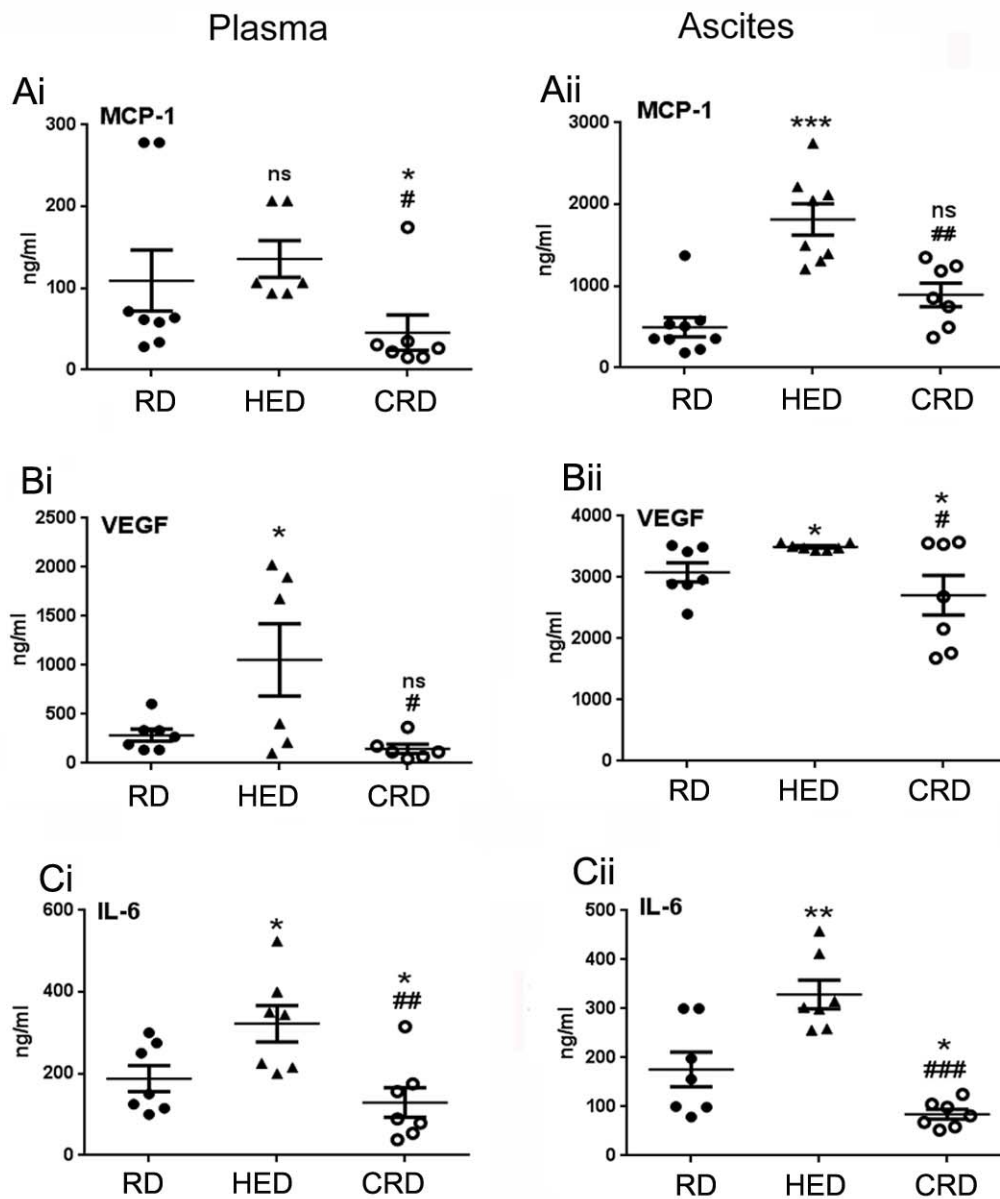 Plasma
Ascites
Ai
MCP-1
300
200
100
0
ng/ml
ns
*
#
RD HED CRD
Aii
MCP-1
3000
2000
1000
0
ng/ml
***
ns
##
RD HED CRD
Bi
VEGF
2500
2000
1500
1000
500
0
ng/ml
*
ns
#
RD HED CRD
Bii
VEGF
4000
3000
2000
1000
0
ng/ml
*
*
#
RD HED CRD
Ci
IL-6
600
400
200
0
ng/ml
*
*
##
RD HED CRD
Cii
IL-6
500
400
300
200
100
0
ng/ml
**
*
###
RD HED CRD